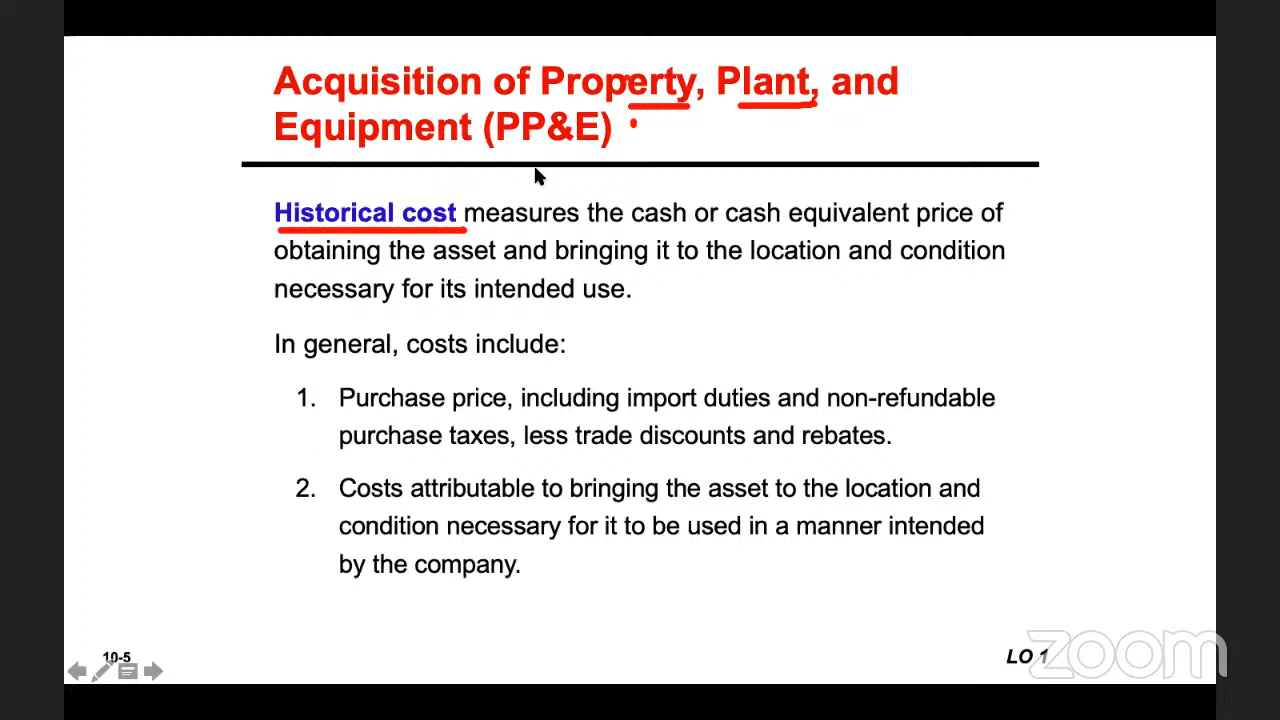 Acquisition of Property, Plant, and
Equipment (PP&E)
Historical cost measures the cash or cash equivalent price of
obtaining the asset and bringing it to the location and condition
necessary for its intended use.
In general, costs include:
1. Purchase price, including import duties and non-refundable
purchase taxes, less trade discounts and rebates.
2. Costs attributable to bringing the asset to the location and
condition necessary for it to be used in a manner intended
by the company.
10-5
LO 1
zoom